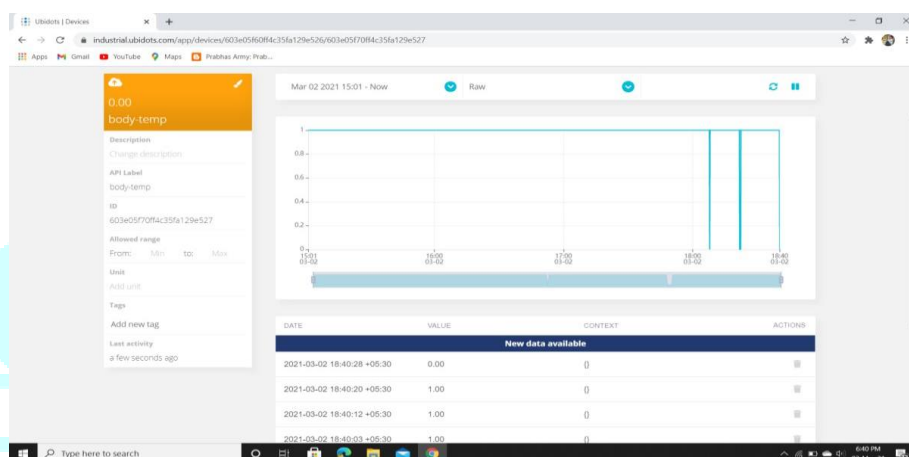 Ubidots | Devices
industrial.ubidots.com/app/devices/603e05f60ff4c35fa129e526/603e05f70ff4c35fa129e527
Apps Gmail YouTube Maps Prabhas Army: Prab...
0.00
body-temp
Description
Change description
API Label
body-temp
ID
603e05f70ff4c35fa129e527
Allowed range
From: Min to: Max
Unit
Add unit
Tags
Add new tag
Last activity
a few seconds ago
Mar 02 2021 15:01 - Now Raw
1
0.8
0.6
0.4
0.2
0
15:01 16:00 17:00 18:00 18:40
03-02 03-02 03-02 03-02 03-02
DATE VALUE CONTEXT ACTIONS
New data available
2021-03-02 18:40:28 +05:30 0.00 {}
2021-03-02 18:40:20 +05:30 1.00 {}
2021-03-02 18:40:12 +05:30 1.00 {}
2021-03-02 18:40:03 +05:30 1.00 {}
Type here to search
6:40 PM